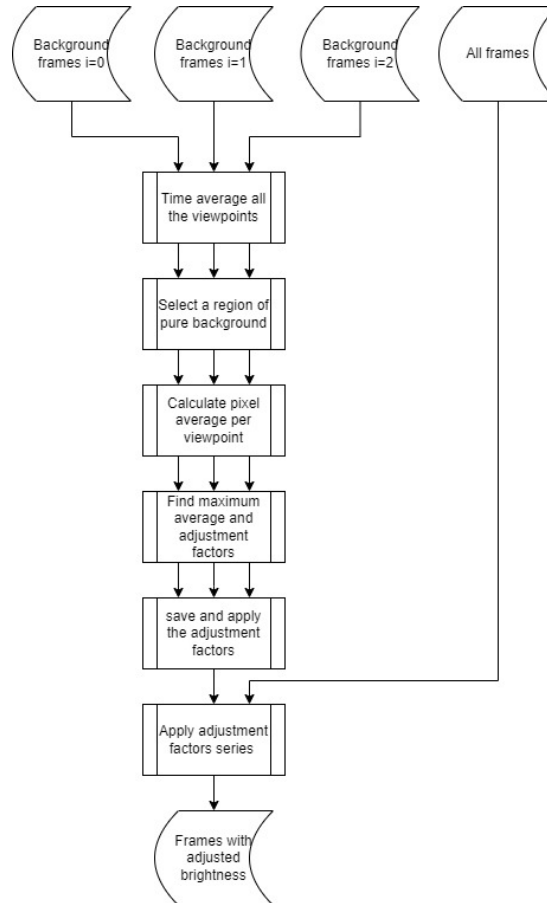 Background
frames i=0
Background
frames i=1
Background
frames i=2
All frames
Time average all
the viewpoints
Select a region of
pure background
Calculate pixel
average per
viewpoint
Find maximum
average and
adjustment
factors
save and apply
the adjustment
factors
Apply adjustment
factors series
Frames with
adjusted
brightness